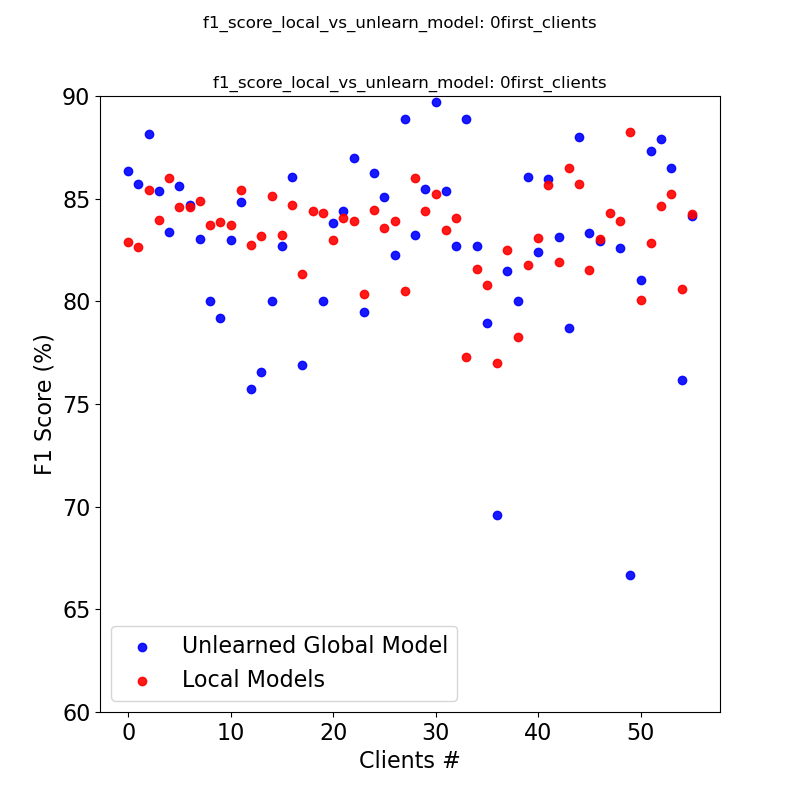 f1_score_local_vs_unlearn_model: 0first_clients
f1_score_local_vs_unlearn_model: 0first_clients
90
85
80
75
70
65
60
F1 Score (%)
Unlearned Global Model
Local Models
0 10 20 30 40 50
Clients #